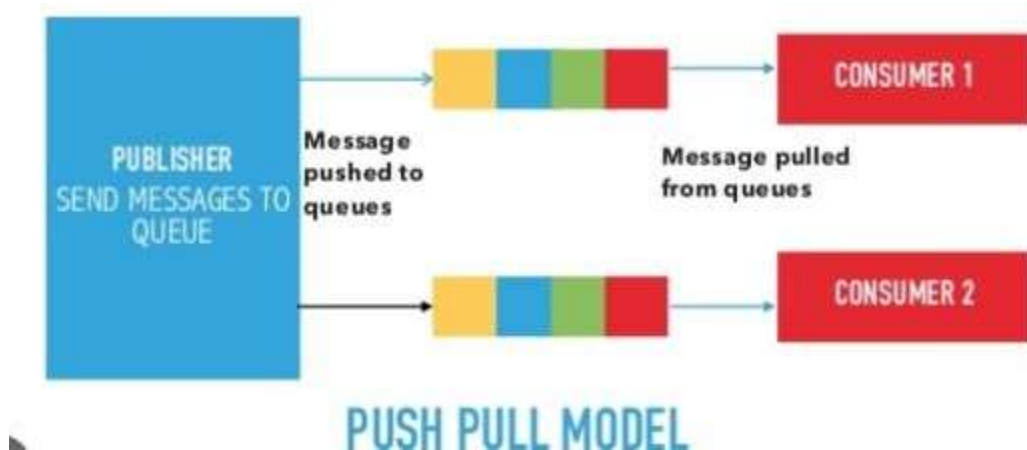 PUBLISHER
SEND MESSAGES TO
QUEUE
Message
pushed to
queues
CONSUMER 1
Message pulled
from queues
CONSUMER 2
PUSH PULL MODEL